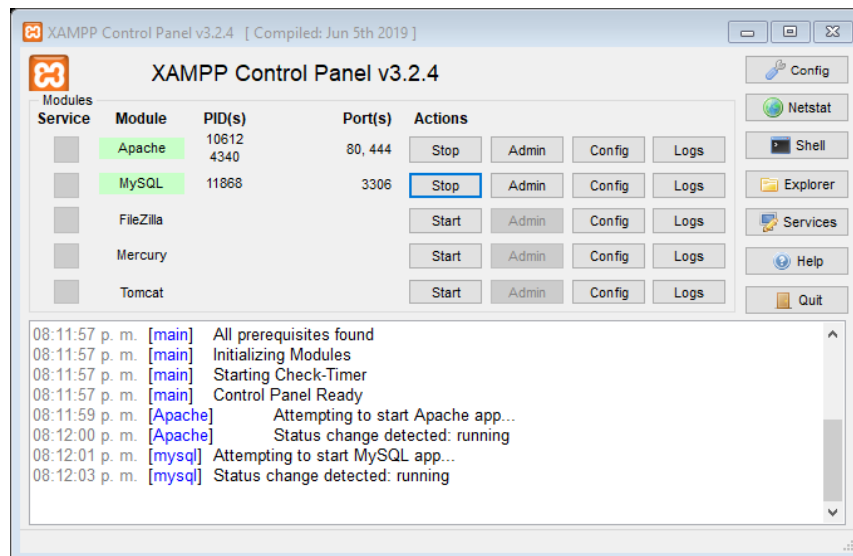 XAMPP Control Panel v3.2.4 [ Compiled: Jun 5th 2019 ]
XAMPP Control Panel v3.2.4
Config
Modules
Service Module PID(s) Port(s) Actions
Netstat
Apache 10612 4340 80, 444 Stop Admin Config Logs
Shell
MySQL 11868 3306 Stop Admin Config Logs
Explorer
FileZilla Start Admin Config Logs
Services
Mercury Start Admin Config Logs
Help
Tomcat Start Admin Config Logs
Quit
08:11:57 p. m. [main] All prerequisites found
08:11:57 p. m. [main] Initializing Modules
08:11:57 p. m. [main] Starting Check-Timer
08:11:57 p. m. [main] Control Panel Ready
08:11:59 p. m. [Apache] Attempting to start Apache app...
08:12:00 p. m. [Apache] Status change detected: running
08:12:01 p. m. [mysql] Attempting to start MySQL app...
08:12:03 p. m. [mysql] Status change detected: running